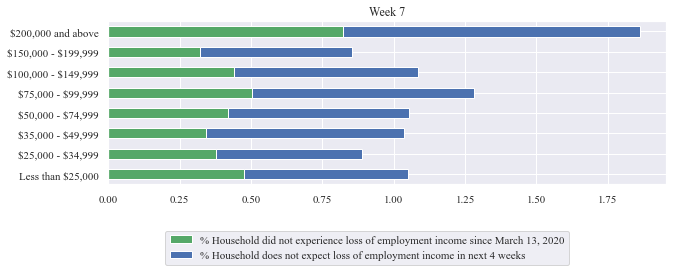 Week 7
$200,000 and above
$150,000 - $199,999
$100,000 - $149,999
$75,000 - $99,999
$50,000 - $74,999
$35,000 - $49,999
$25,000 - $34,999
Less than $25,000
0.00 0.25 0.50 0.75 1.00 1.25 1.50 1.75
% Household did not experience loss of employment income since March 13, 2020
% Household does not expect loss of employment income in next 4 weeks